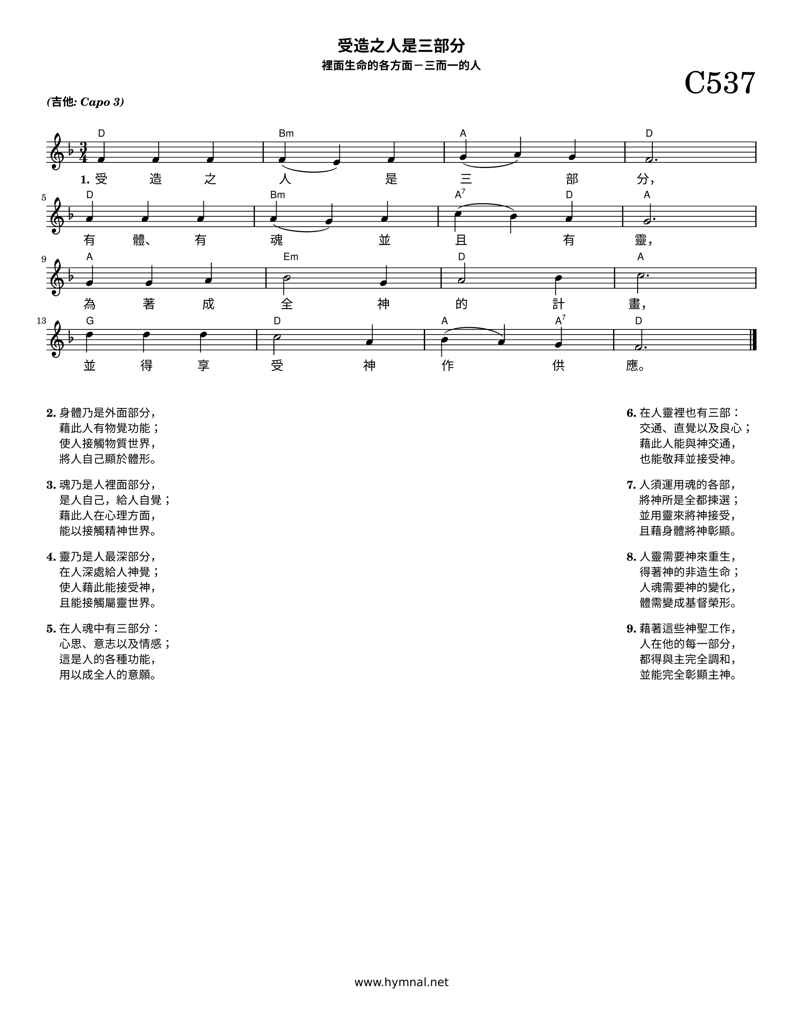 受造之人是三部分
裡面生命的各方面－三而一的人
C537
(吉他: Capo 3)
D Bm A D
3 4
1. 受 造 之 人 是 三 部 分，
5
D Bm A7 D A
有 體、 有 魂 並 且 有 靈，
9
A Em D A
為 著 成 全 神 的 計 畫，
13
G D A A7 D
並 得 享 受 神 作 供 應。
2. 身體乃是外面部分，
藉此人有物覺功能；
使人接觸物質世界，
將人自己顯於體形。
3. 魂乃是人裡面部分，
是人自己，給人自覺；
藉此人在心理方面，
能以接觸精神世界。
4. 靈乃是人最深部分，
在人深處給人神覺；
使人藉此能接受神，
且能接觸屬靈世界。
5. 在人魂中有三部分：
心思、意志以及情感；
這是人的各種功能，
用以成全人的意願。
6. 在人靈裡也有三部：
交通、直覺以及良心；
藉此人能與神交通，
也能敬拜並接受神。
7. 人須運用魂的各部，
將神所是全都揀選；
並用靈來將神接受，
且藉身體將神彰顯。
8. 人靈需要神來重生，
得著神的非造生命；
人魂需要神的變化，
體需變成基督榮形。
9. 藉著這些神聖工作，
人在他的每一部分，
都得與主完全調和，
並能完全彰顯主神。
www.hymnal.net